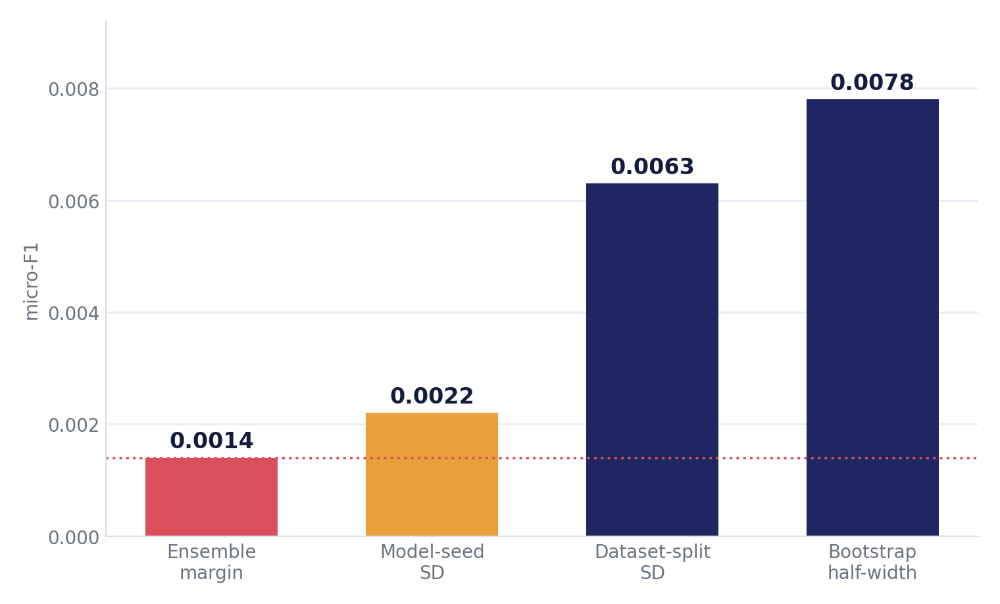 0.008
0.006
0.004
0.002
0.000
micro-F1
0.0014
0.0022
0.0063
0.0078
Ensemble
margin
Model-seed
SD
Dataset-split
SD
Bootstrap
half-width